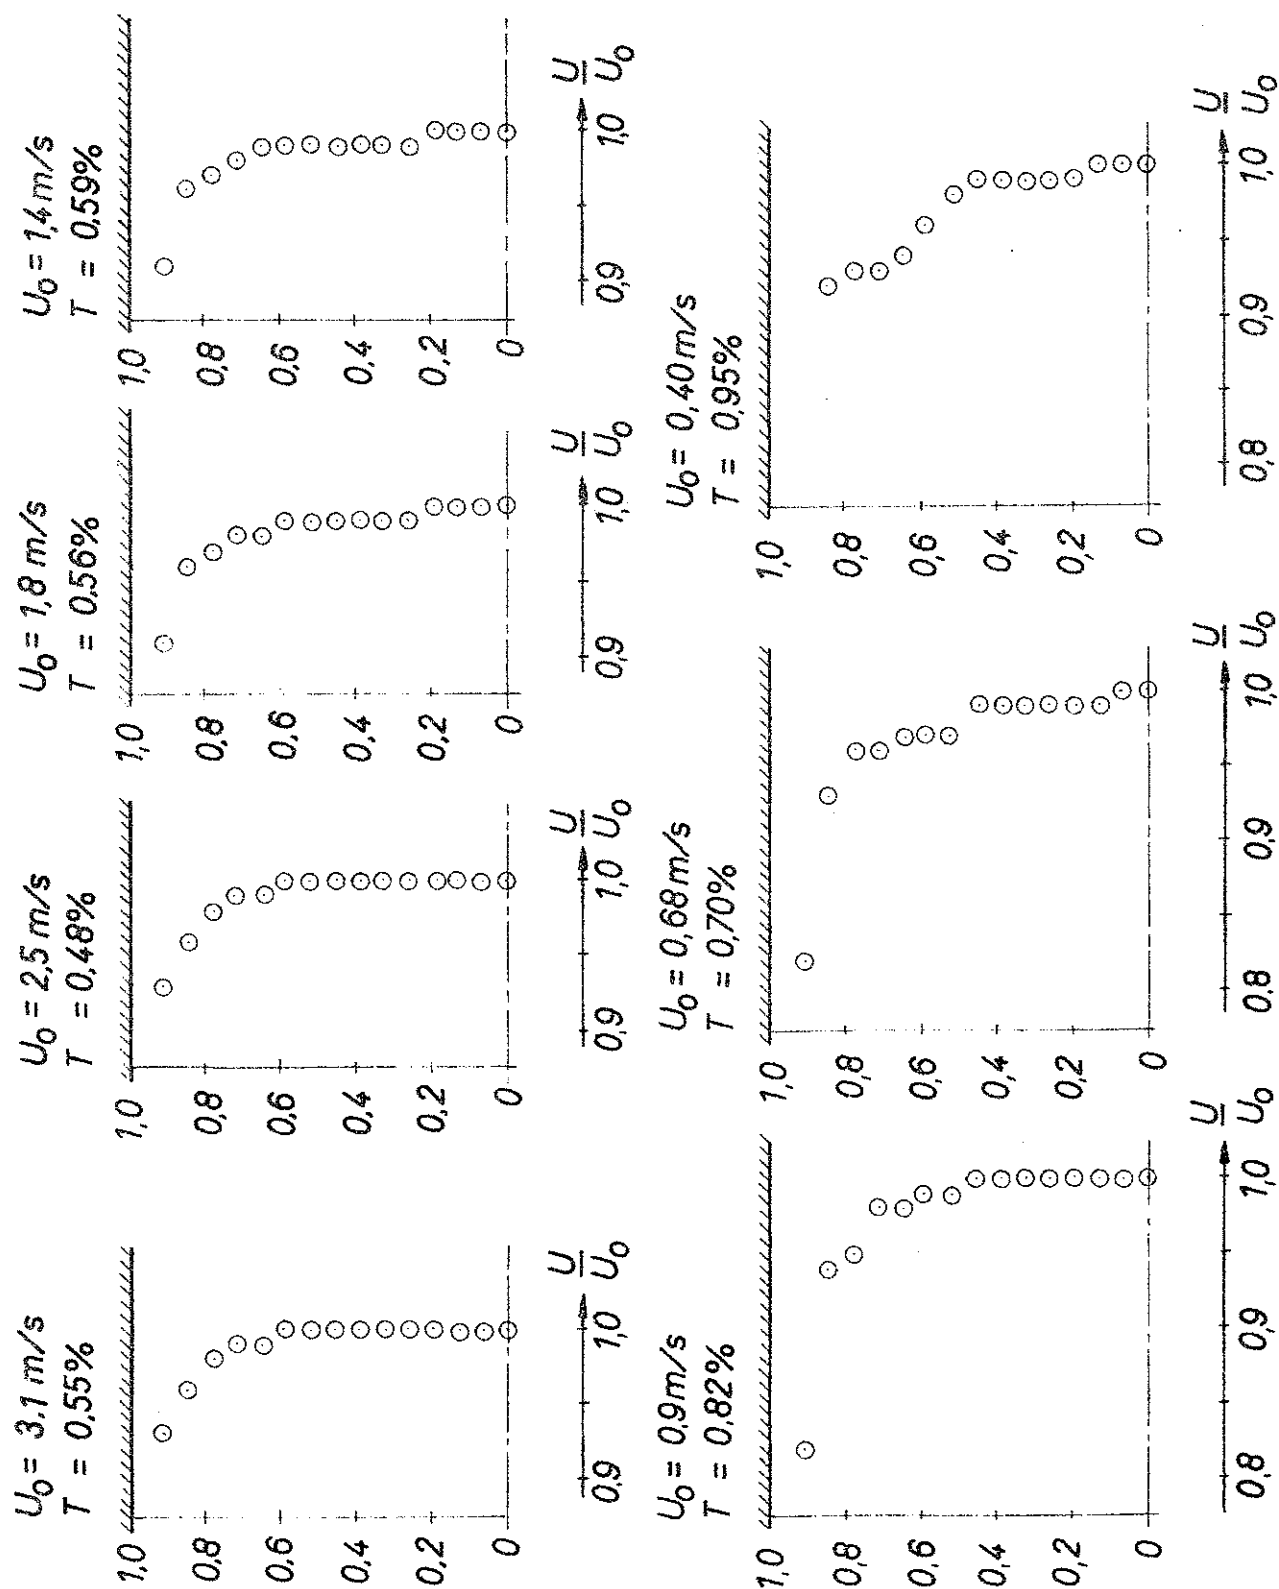 U₀ = 3.1 m/s
T = 0,55%
1,0
0,8
0,6
0,4
0,2
0
0,9 1,0
U
U₀
U₀ = 2,5 m/s
T = 0,48%
1,0
0,8
0,6
0,4
0,2
0
0,9 1,0
U
U₀
U₀ = 1,8 m/s
T = 0.56%
1,0
0,8
0,6
0,4
0,2
0
0,9 1,0
U
U₀
U₀ = 1,4 m/s
T = 0,59%
1,0
0,8
0,6
0,4
0,2
0
0,9 1,0
U
U₀
U₀ = 0,9 m/s
T = 0,82%
1,0
0,8
0,6
0,4
0,2
0
0,8 0,9 1,0
U
U₀
U₀ = 0,68 m/s
T = 0,70%
1,0
0,8
0,6
0,4
0,2
0
0,8 0,9 1,0
U
U₀
U₀ = 0,40 m/s
T = 0,95%
1,0
0,8
0,6
0,4
0,2
0
0,8 0,9 1,0
U
U₀